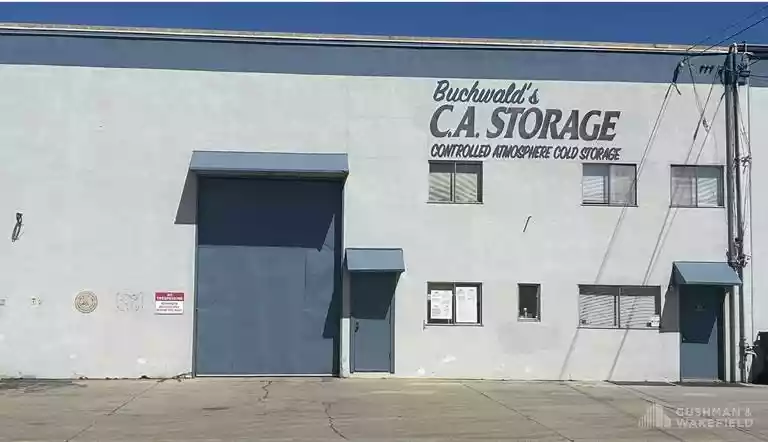 Buchwald's
C.A. STORAGE
CONTROLLED ATMOSPHERE COLD STORAGE
NO
TRESPASSING
CUSHMAN &
WAKEFIELD